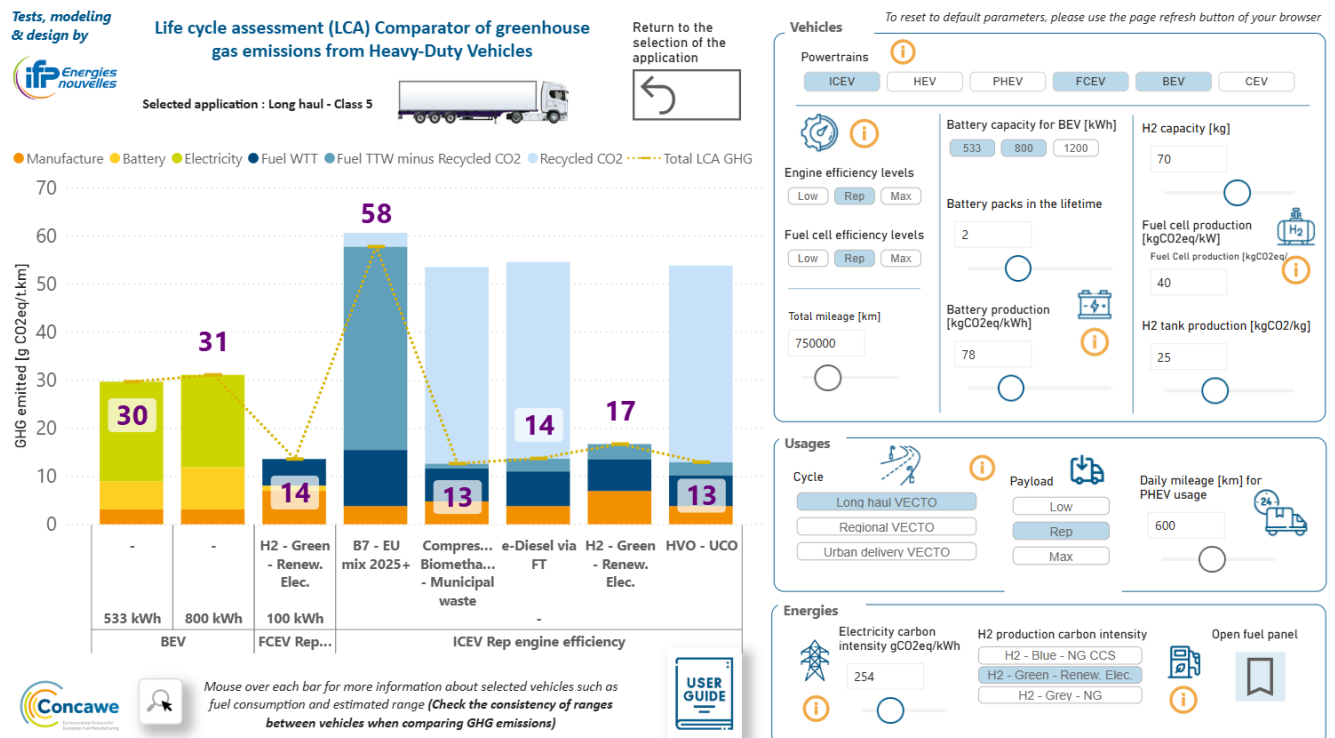 Tests, modeling
& design by
ifp Energies
nouvelles
Life cycle assessment (LCA) Comparator of greenhouse
gas emissions from Heavy-Duty Vehicles
Selected application : Long haul - Class 5
Return to the
selection of the
application
To reset to default parameters, please use the page refresh button of your browser
Manufacture Battery Electricity Fuel WTT Fuel TTW minus Recycled CO2 Recycled CO2 Total LCA GHG
GHG emitted [g CO2eq/t.km]
70
60
50
40
30
20
10
0
30
31
14
58
13
14
17
13
-
-
H2 - Green
- Renew.
Elec.
B7 - EU
mix 2025+
Compres...
Biometha...
- Municipal
waste
e-Diesel via
FT
H2 - Green
- Renew.
Elec.
HVO - UCO
533 kWh
800 kWh
100 kWh
-
BEV
FCEV Rep...
ICEV Rep engine efficiency
Concawe
Mouse over each bar for more information about selected vehicles such as
fuel consumption and estimated range (Check the consistency of ranges
between vehicles when comparing GHG emissions)
USER
GUIDE
Vehicles
Powertrains
i
ICEV
HEV
PHEV
FCEV
BEV
CEV
i
Engine efficiency levels
Low
Rep
Max
Fuel cell efficiency levels
Low
Rep
Max
Total mileage [km]
750000
Battery capacity for BEV [kWh]
533
800
1200
Battery packs in the lifetime
2
Battery production
[kgCO2eq/kWh]
78
i
H2 capacity [kg]
70
Fuel cell production
[kgCO2eq/kW]
H2
Fuel Cell production [kgCO2eq/
i
40
H2 tank production [kgCO2/kg]
25
Usages
Cycle
i
Long haul VECTO
Regional VECTO
Urban delivery VECTO
Payload
Low
Rep
Max
Daily mileage [km] for
PHEV usage
24
600
Energies
Electricity carbon
intensity gCO2eq/kWh
254
i
H2 production carbon intensity
H2 - Blue - NG CCS
H2 - Green - Renew. Elec.
H2 - Grey - NG
i
Open fuel panel